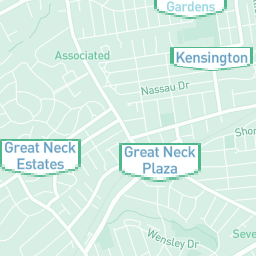 Gardens
Associated
Kensington
Nassau Dr
Great Neck
Estates
Great Neck
Plaza
Wensley Dr